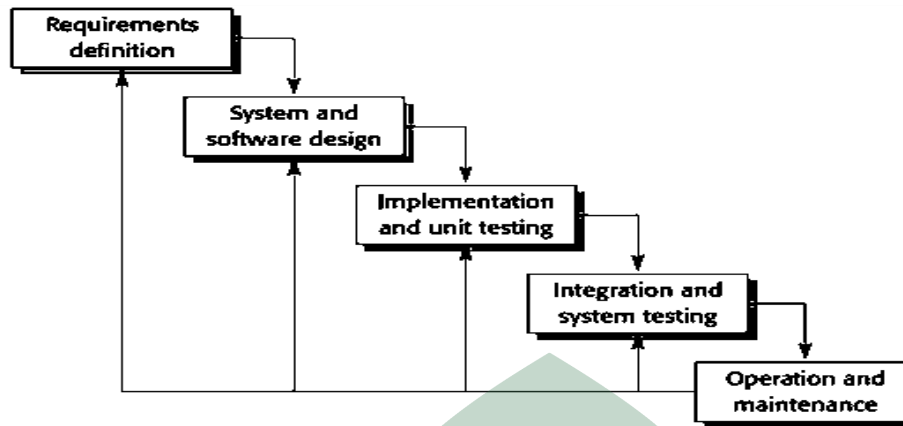 Requirements
definition
System and
software design
Implementation
and unit testing
Integration and
system testing
Operation and
maintenance